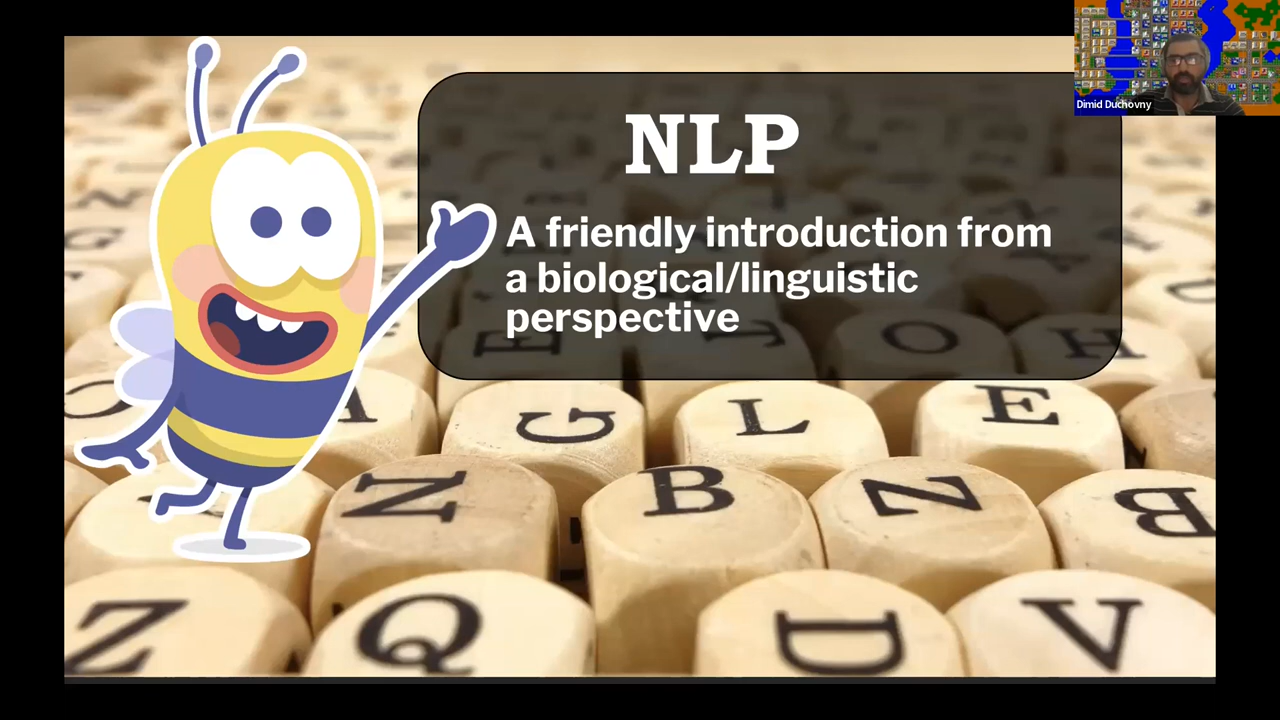 NLP
A friendly introduction from
a biological/linguistic
perspective
Dimid Duchovny
E
O
H
G
L
E
N
B
N
B
Z
Q
D
V